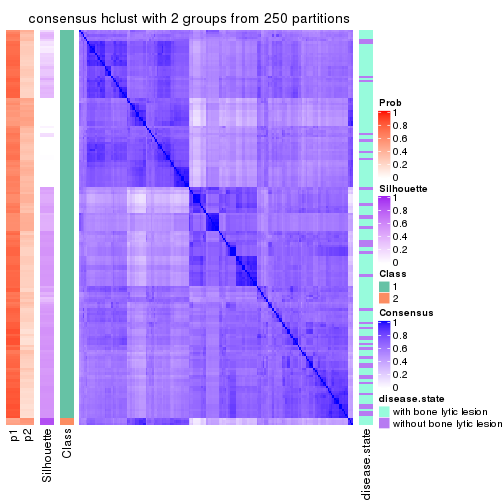 consensus hclust with 2 groups from 250 partitions
Prob
1
0.8
0.6
0.4
0.2
0
Silhouette
1
0.8
0.6
0.4
0.2
0
Class
1
2
Consensus
1
0.8
0.6
0.4
0.2
0
disease.state
with bone lytic lesion
without bone lytic lesion
p1
p2
Silhouette
Class
disease.state